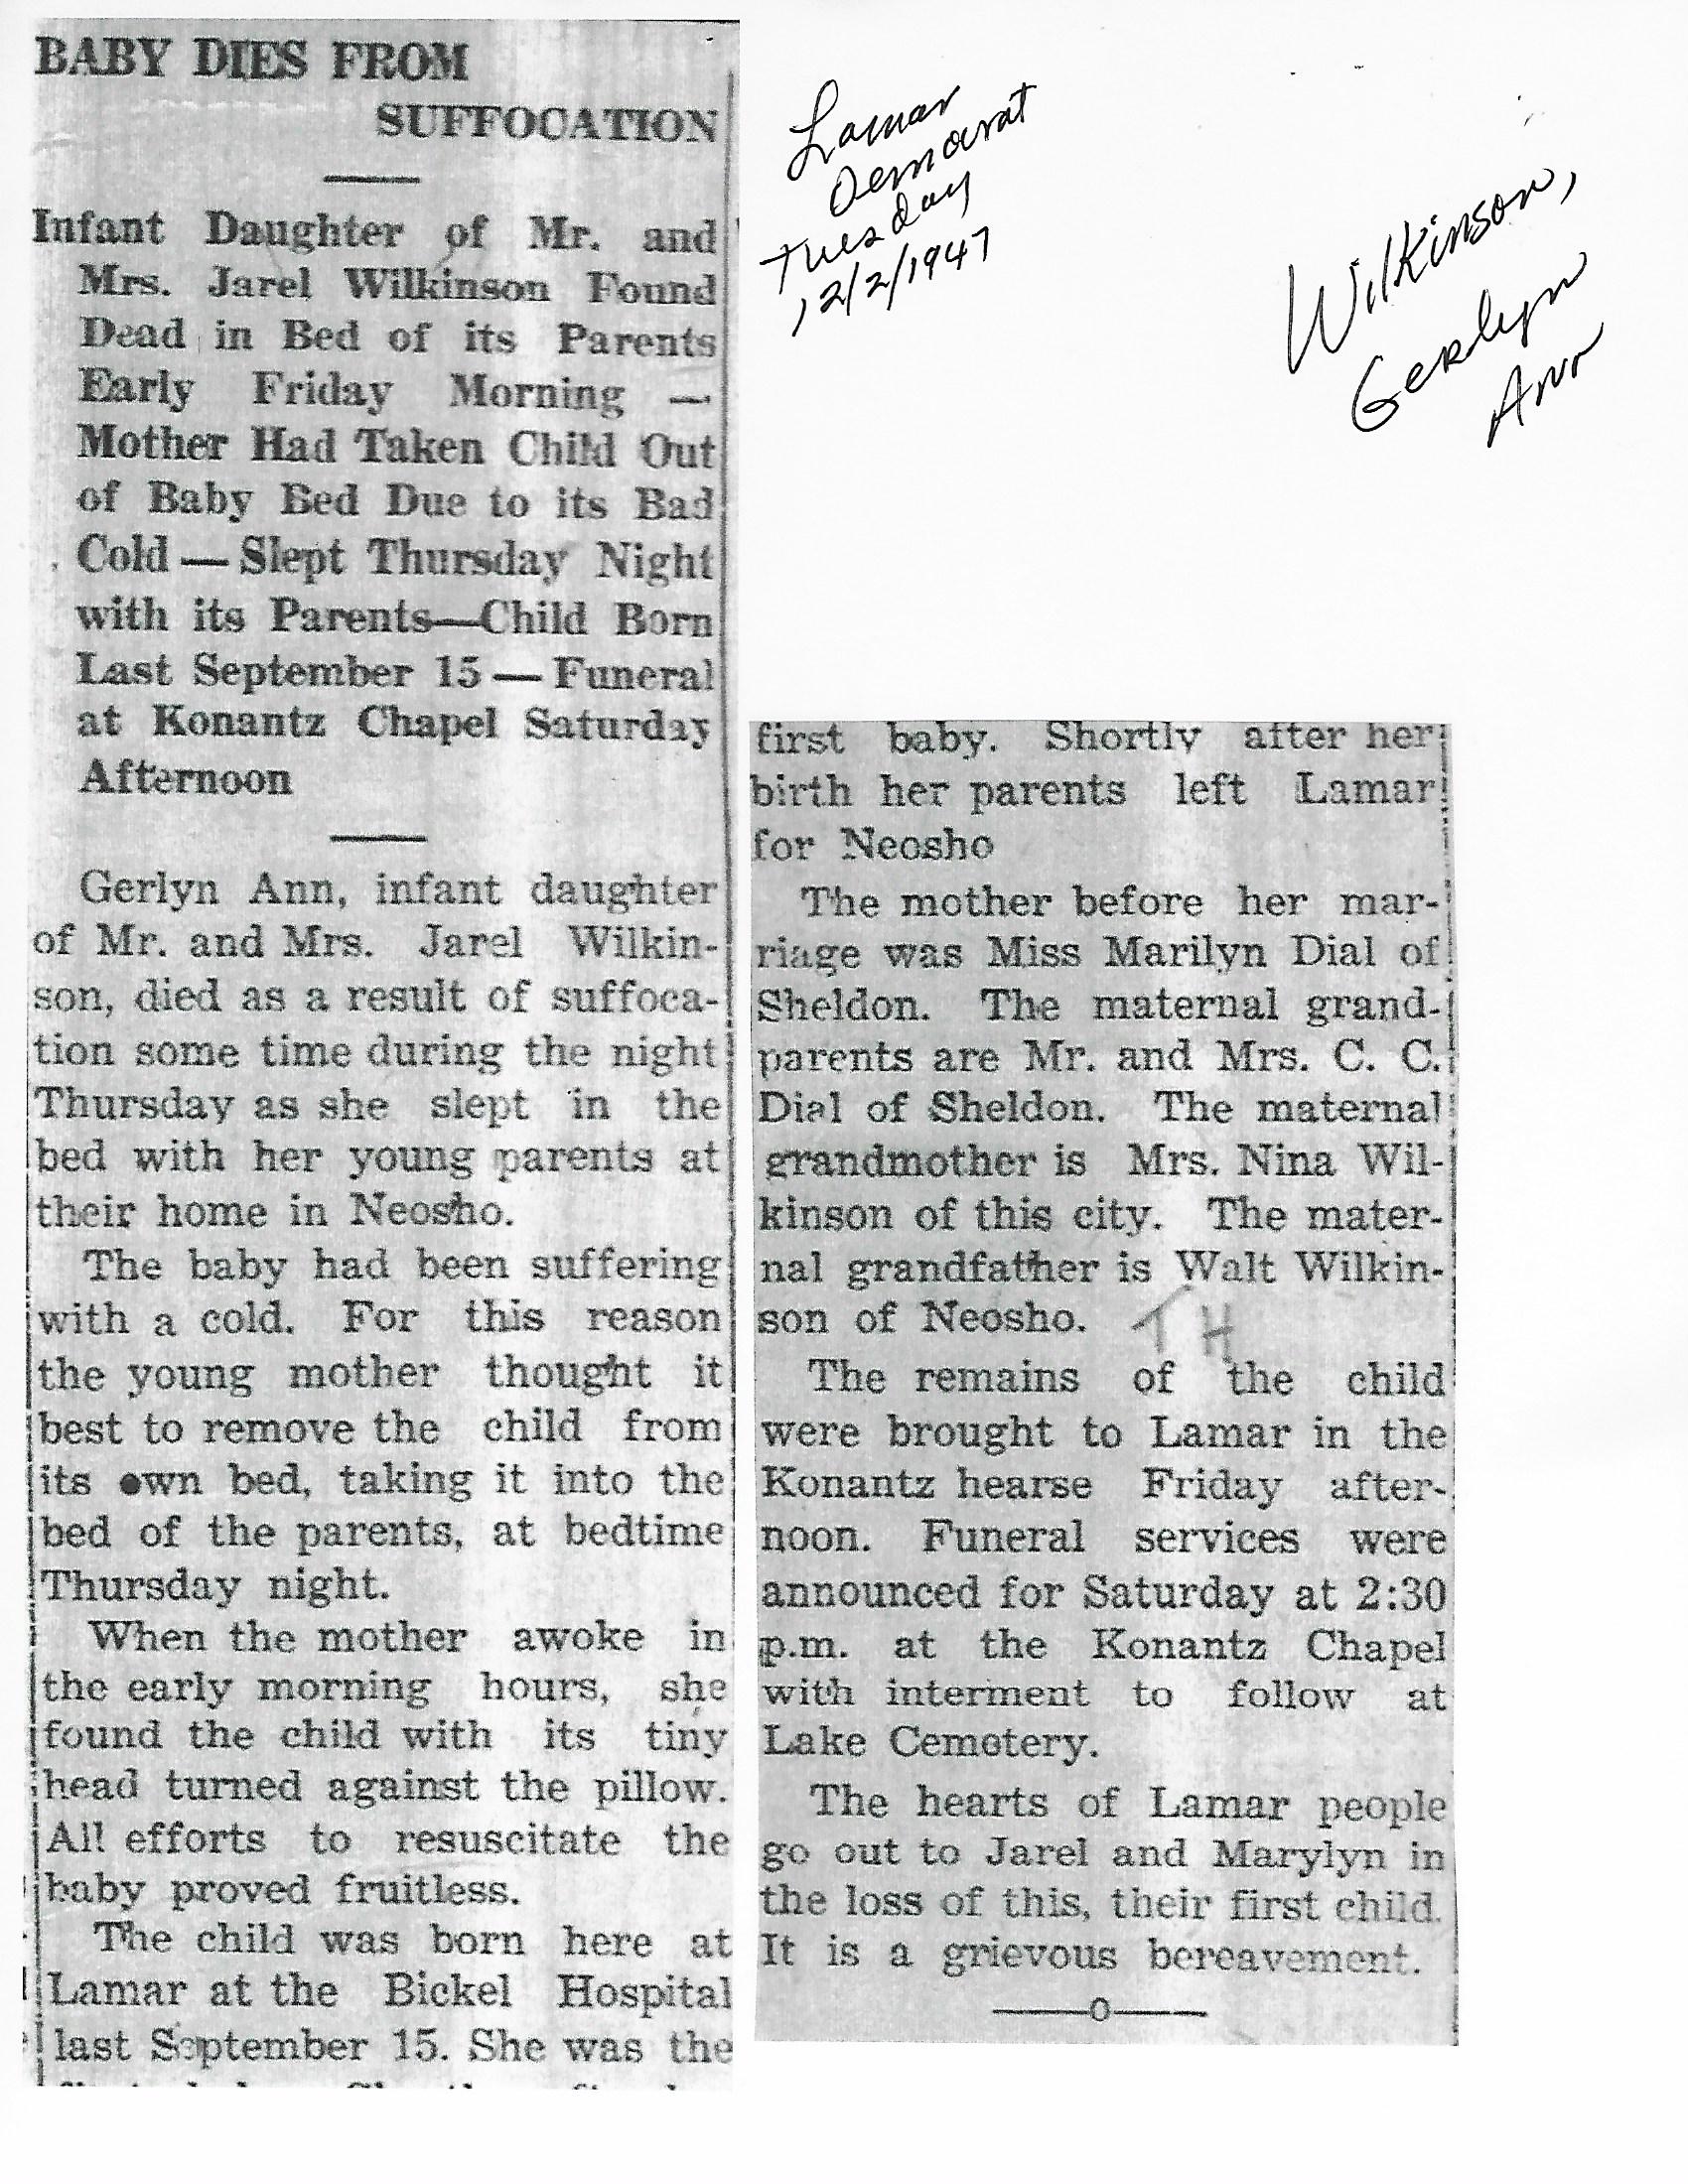 BABY DIES FROM
SUFFOCATION
Infant Daughter of Mr. and
Mrs. Jarel Wilkinson Found
Dead in Bed of its Parents
Early Friday Morning —
Mother Had Taken Child Out
of Baby Bed Due to its Bad
Cold — Slept Thursday Night
with its Parents—Child Born
Last September 15 — Funeral
at Konantz Chapel Saturday
Afternoon
Gerlyn Ann, infant daughter
of Mr. and Mrs. Jarel Wilkin-
son, died as a result of suffoca-
tion some time during the night
Thursday as she slept in the
bed with her young parents at
their home in Neosho.
The baby had been suffering
with a cold. For this reason
the young mother thought it
best to remove the child from
its own bed, taking it into the
bed of the parents, at bedtime
Thursday night.
When the mother awoke in
the early morning hours, she
found the child with its tiny
head turned against the pillow.
All efforts to resuscitate the
baby proved fruitless.
The child was born here at
Lamar at the Bickel Hospital
last September 15. She was the
Lamar
Democrat
Tuesday
12/2/1947
Wilkinson,
Gerlyn
Ann
first baby. Shortly after her
birth her parents left Lamar
for Neosho
The mother before her mar-
riage was Miss Marilyn Dial of
Sheldon. The maternal grand-
parents are Mr. and Mrs. C. C.
Dial of Sheldon. The maternal
grandmother is Mrs. Nina Wil-
kinson of this city. The mater-
nal grandfather is Walt Wilkin-
son of Neosho.
TH
The remains of the child
were brought to Lamar in the
Konantz hearse Friday after-
noon. Funeral services were
announced for Saturday at 2:30
p.m. at the Konantz Chapel
with interment to follow at
Lake Cemetery.
The hearts of Lamar people
go out to Jarel and Marylyn in
the loss of this, their first child.
It is a grievous bereavement.
——o——